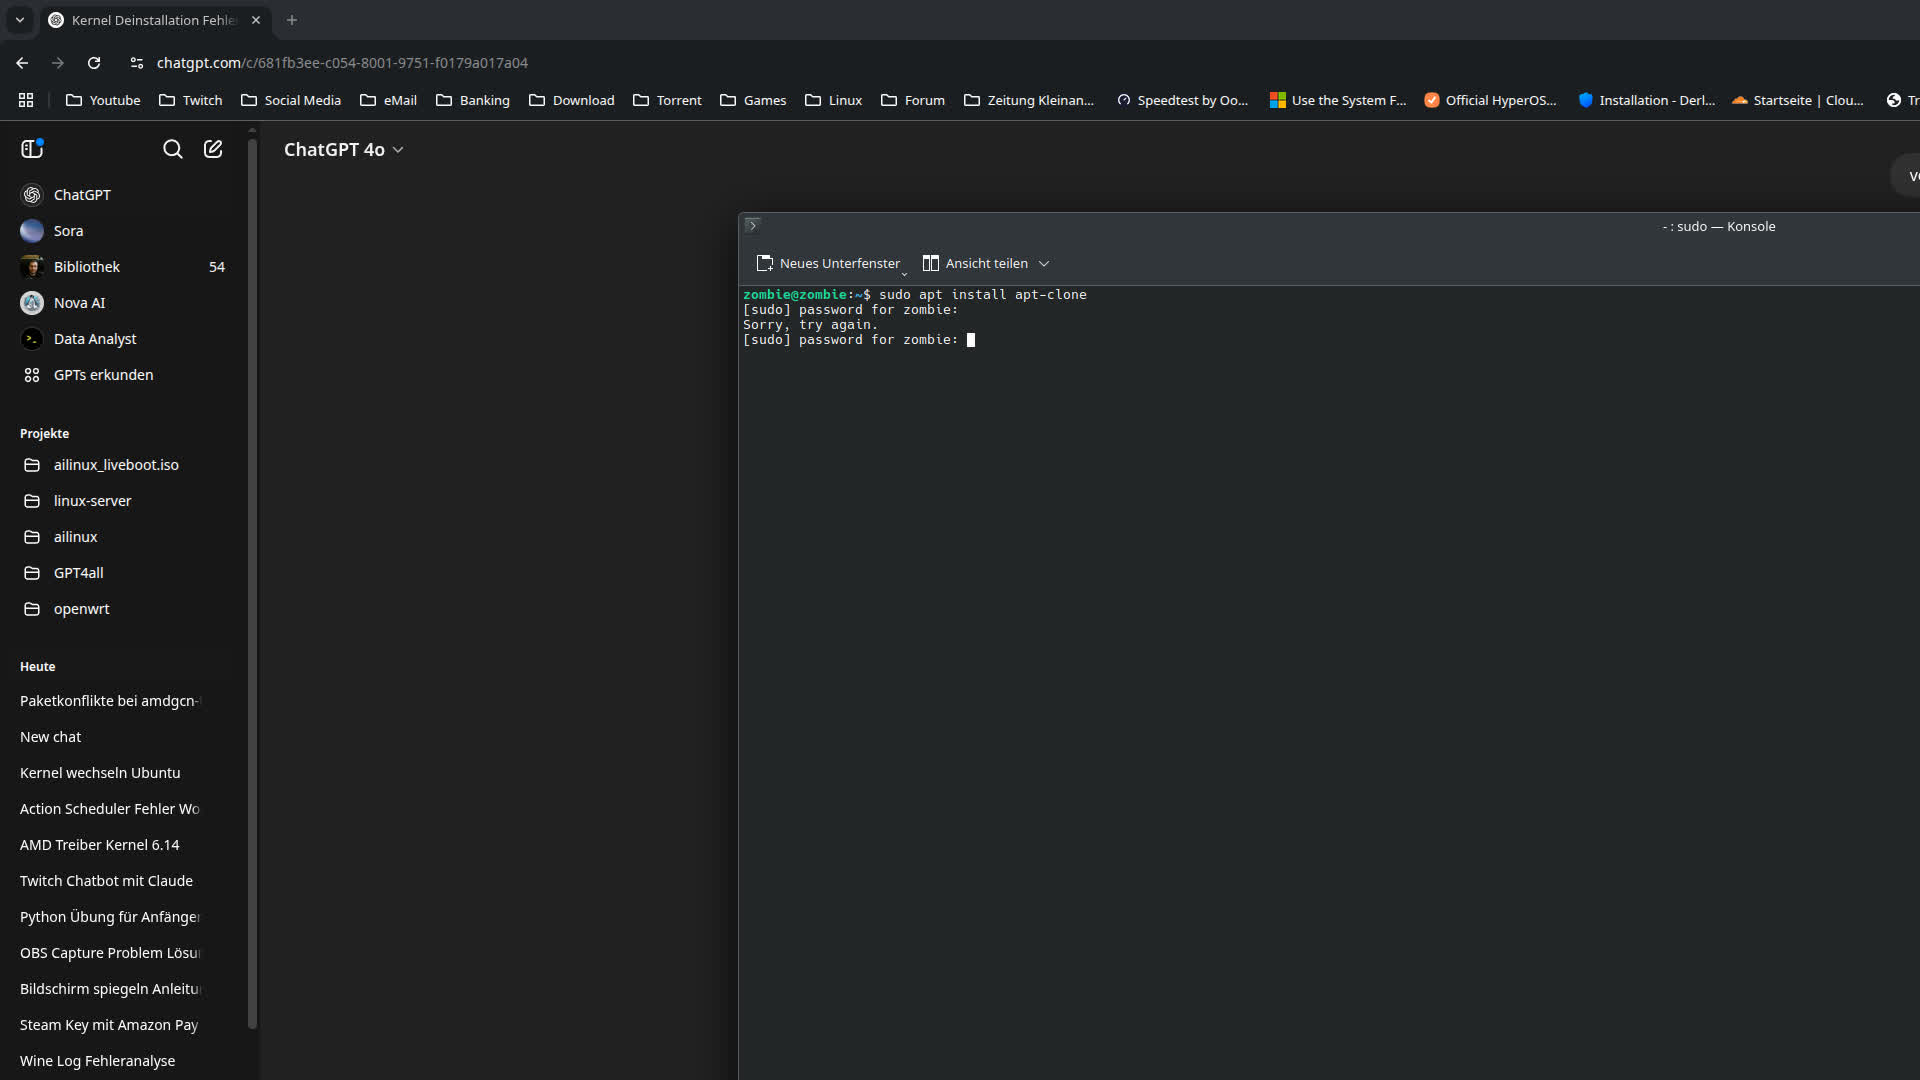 Kernel Deinstallation Fehle
chatgpt.com/c/681fb3ee-c054-8001-9751-f0179a017a04
Youtube Twitch Social Media eMail Banking Download Torrent Games Linux Forum Zeitung Kleinan... Speedtest by Oo... Use the System F... Official HyperOS... Installation - Derl... Startseite | Clou... Tr
ChatGPT 4o
ChatGPT
Sora
Bibliothek 54
Nova AI
Data Analyst
GPTs erkunden
Projekte
ailinux_liveboot.iso
linux-server
ailinux
GPT4all
openwrt
Heute
Paketkonflikte bei amdgcn-
New chat
Kernel wechseln Ubuntu
Action Scheduler Fehler Wo
AMD Treiber Kernel 6.14
Twitch Chatbot mit Claude
Python Übung für Anfänger
OBS Capture Problem Lösu
Bildschirm spiegeln Anleitu
Steam Key mit Amazon Pay
Wine Log Fehleranalyse
- : sudo — Konsole
Neues Unterfenster Ansicht teilen
zombie@zombie:~$ sudo apt install apt-clone
[sudo] password for zombie:
Sorry, try again.
[sudo] password for zombie: